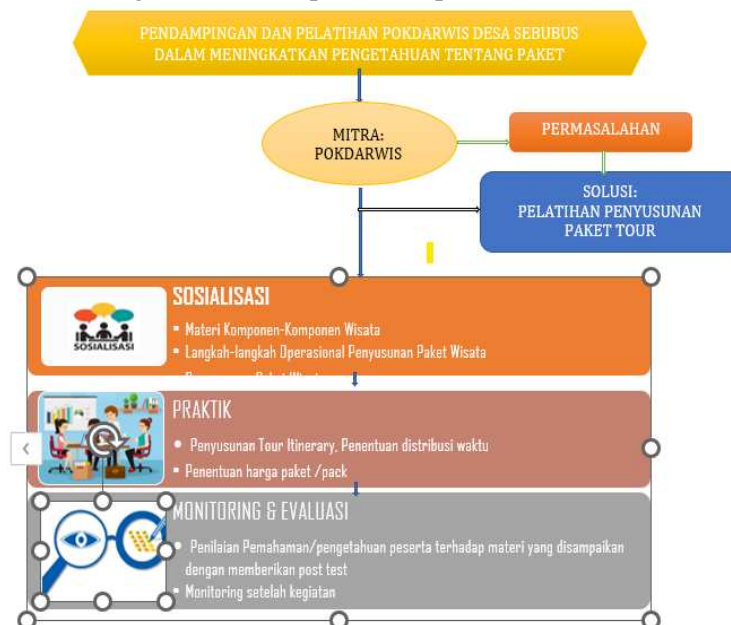 PENDAMPINGAN DAN PELATIHAN POKDARWIS DESA SEBUBUS
DALAM MENINGKATKAN PENGETAHUAN TENTANG PAKET
MITRA:
POKDARWIS
PERMASALAHAN
SOLUSI:
PELATIHAN PENYUSUNAN
PAKET TOUR
SOSIALISASI
SOSIALISASI
• Materi Komponen-Komponen Wisata
• Langkah-langkah Operasional Penyusunan Paket Wisata
PRAKTIK
• Penyusunan Tour Itinerary, Penentuan distribusi waktu
• Penentuan harga paket /pack
MONITORING & EVALUASI
• Penilaian Pemahaman/pengetahuan peserta terhadap materi yang disampaikan
dengan memberikan post test
• Monitoring setelah kegiatan